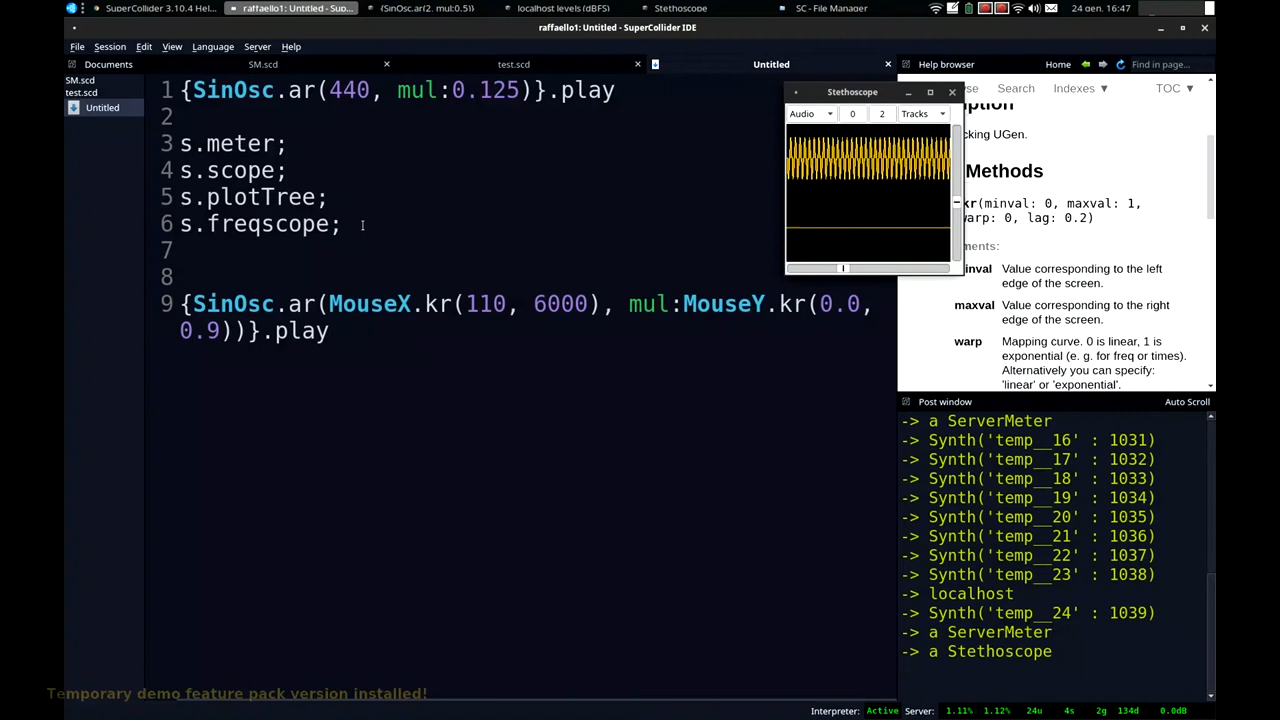 SuperCollider 3.10.4 Hel...
raffaello1: Untitled - Sup...
{SinOsc.ar(2, mul:0.5)}
localhost levels (dBFS)
Stethoscope
SC - File Manager
24 gen, 16:47
raffaello1: Untitled - SuperCollider IDE
File Session Edit View Language Server Help
Documents
SM.scd
test.scd
Untitled
Help browser
Home
Find in page...
SM.scd
test.scd
Untitled
1 {SinOsc.ar(440, mul:0.125)}.play
2
3 s.meter;
4 s.scope;
5 s.plotTree;
6 s.freqscope;
7
8
9 {SinOsc.ar(MouseX.kr(110, 6000), mul:MouseY.kr(0.0,
0.9))}.play
Stethoscope
Audio 0 2 Tracks
Search Indexes ▼ TOC ▼
cking UGen.
Methods
kr(minval: 0, maxval: 1,
warp: 0, lag: 0.2)
ments:
inval Value corresponding to the left
edge of the screen.
maxval Value corresponding to the right
edge of the screen.
warp Mapping curve. 0 is linear, 1 is
exponential (e. g. for freq or times).
Alternatively you can specify:
'linear' or 'exponential'.
Post window
Auto Scroll
-> a ServerMeter
-> Synth('temp__16' : 1031)
-> Synth('temp__17' : 1032)
-> Synth('temp__18' : 1033)
-> Synth('temp__19' : 1034)
-> Synth('temp__20' : 1035)
-> Synth('temp__21' : 1036)
-> Synth('temp__22' : 1037)
-> Synth('temp__23' : 1038)
-> localhost
-> Synth('temp__24' : 1039)
-> a ServerMeter
-> a Stethoscope
Temporary demo feature pack version installed!
Interpreter: Active Server: 1.11% 1.12% 24u 4s 2g 134d 0.0dB